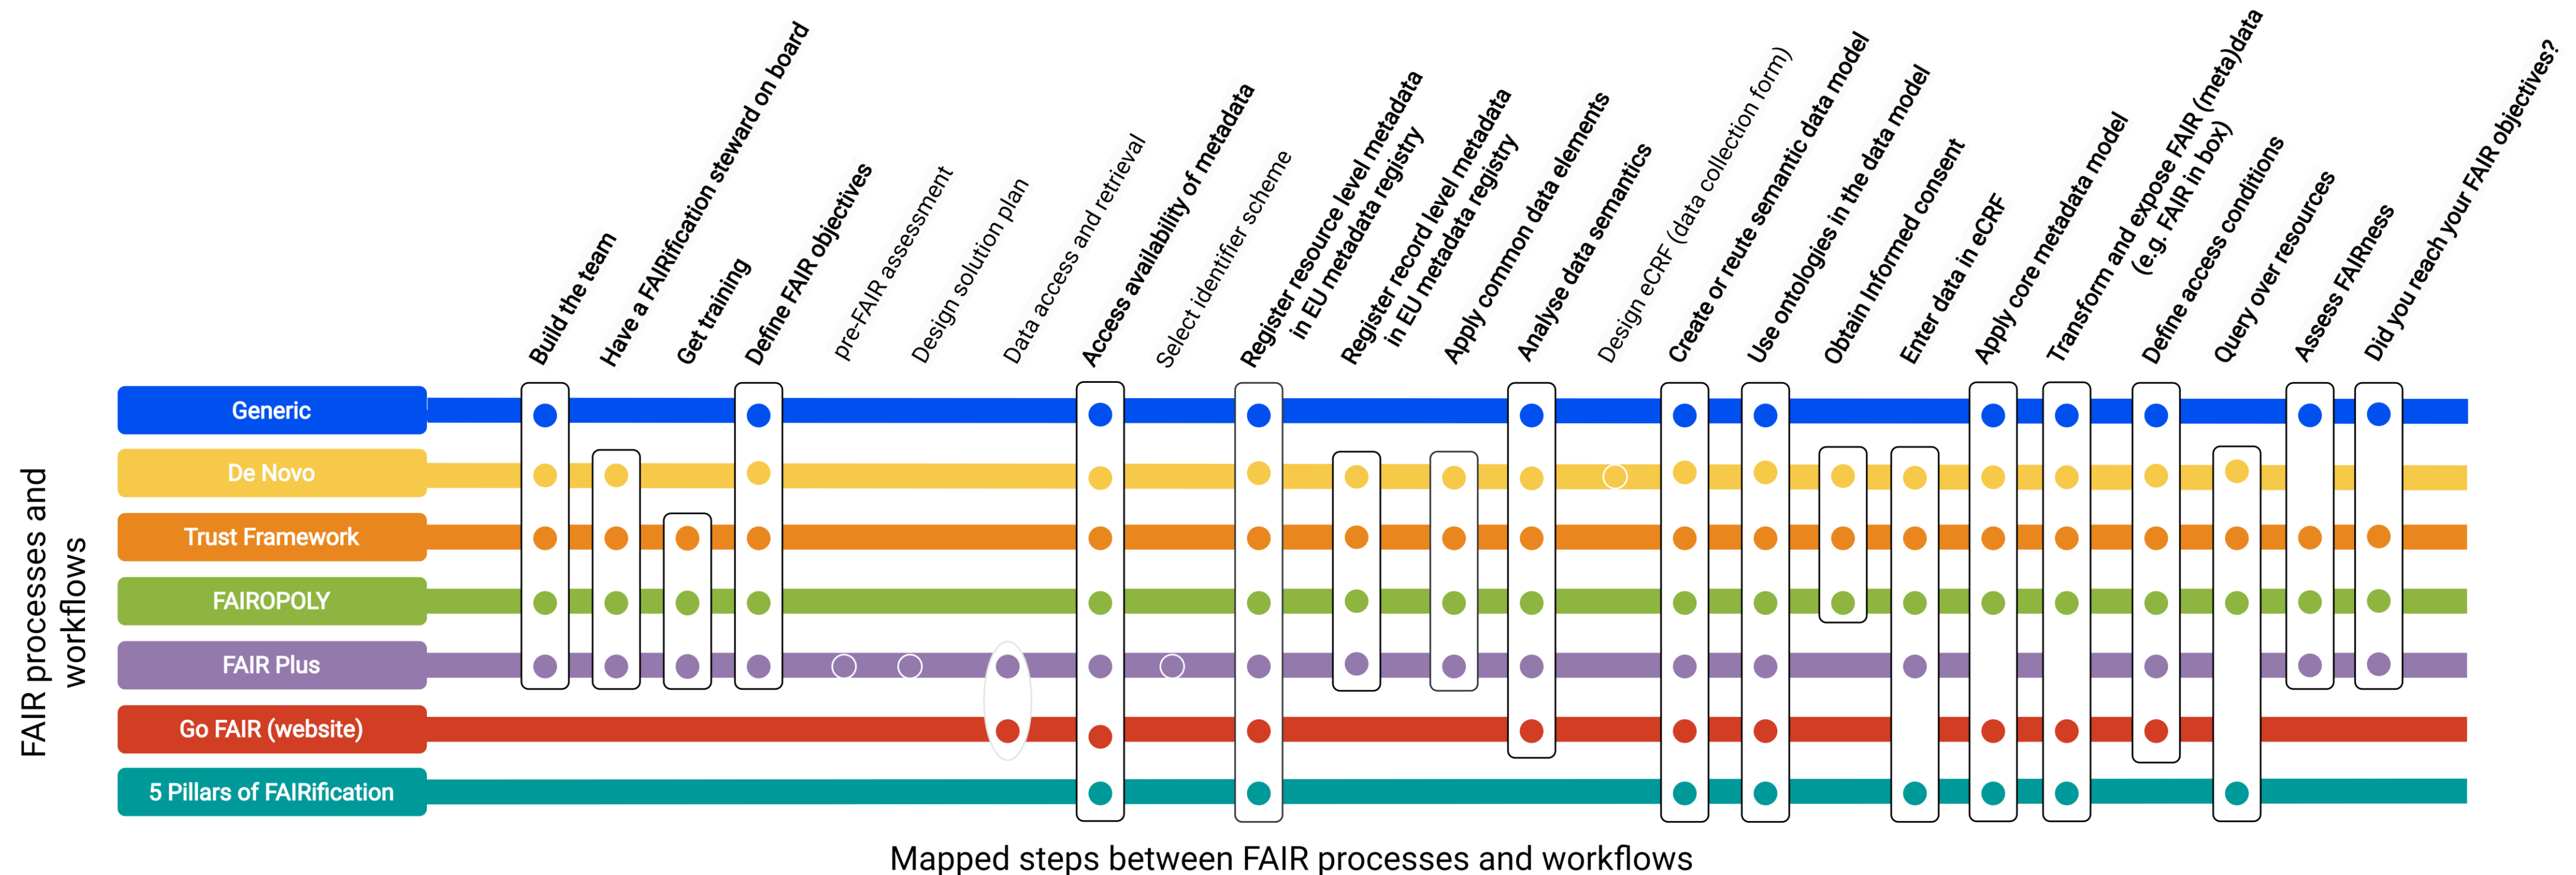 Build the team
Have a FAIRification steward on board
Get training
Define FAIR objectives
pre-FAIR assessment
Design solution plan
Data access and retrieval
Access availability of metadata
Select identifier scheme
Register resource level metadata
in EU metadata registry
Register record level metadata
in EU metadata registry
Apply common data elements
Analyse data semantics
Design eCRF (data collection form)
Create or reute semantic data model
Use ontologies in the data model
Obtain Informed consent
Enter data in eCRF
Apply core metadata model
Transform and expose FAIR (meta)data
(e.g. FAIR in box)
Define access conditions
Query over resources
Assess FAIRness
Did you reach your FAIR objectives?
FAIR processes and
workflows
Generic
De Novo
Trust Framework
FAIROPOLY
FAIR Plus
Go FAIR (website)
5 Pillars of FAIRification
Mapped steps between FAIR processes and workflows